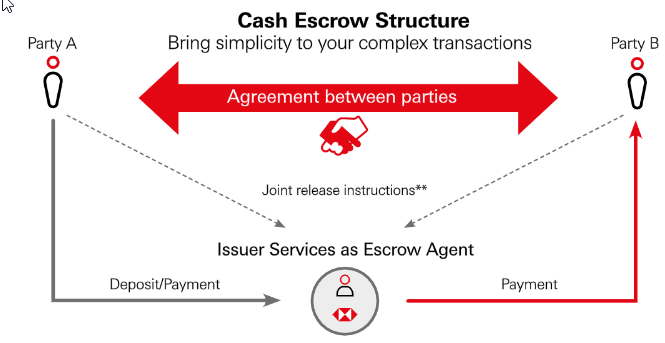 Cash Escrow Structure
Bring simplicity to your complex transactions
Party A
Party B
Agreement between parties
Joint release instructions**
Issuer Services as Escrow Agent
Deposit/Payment
Payment